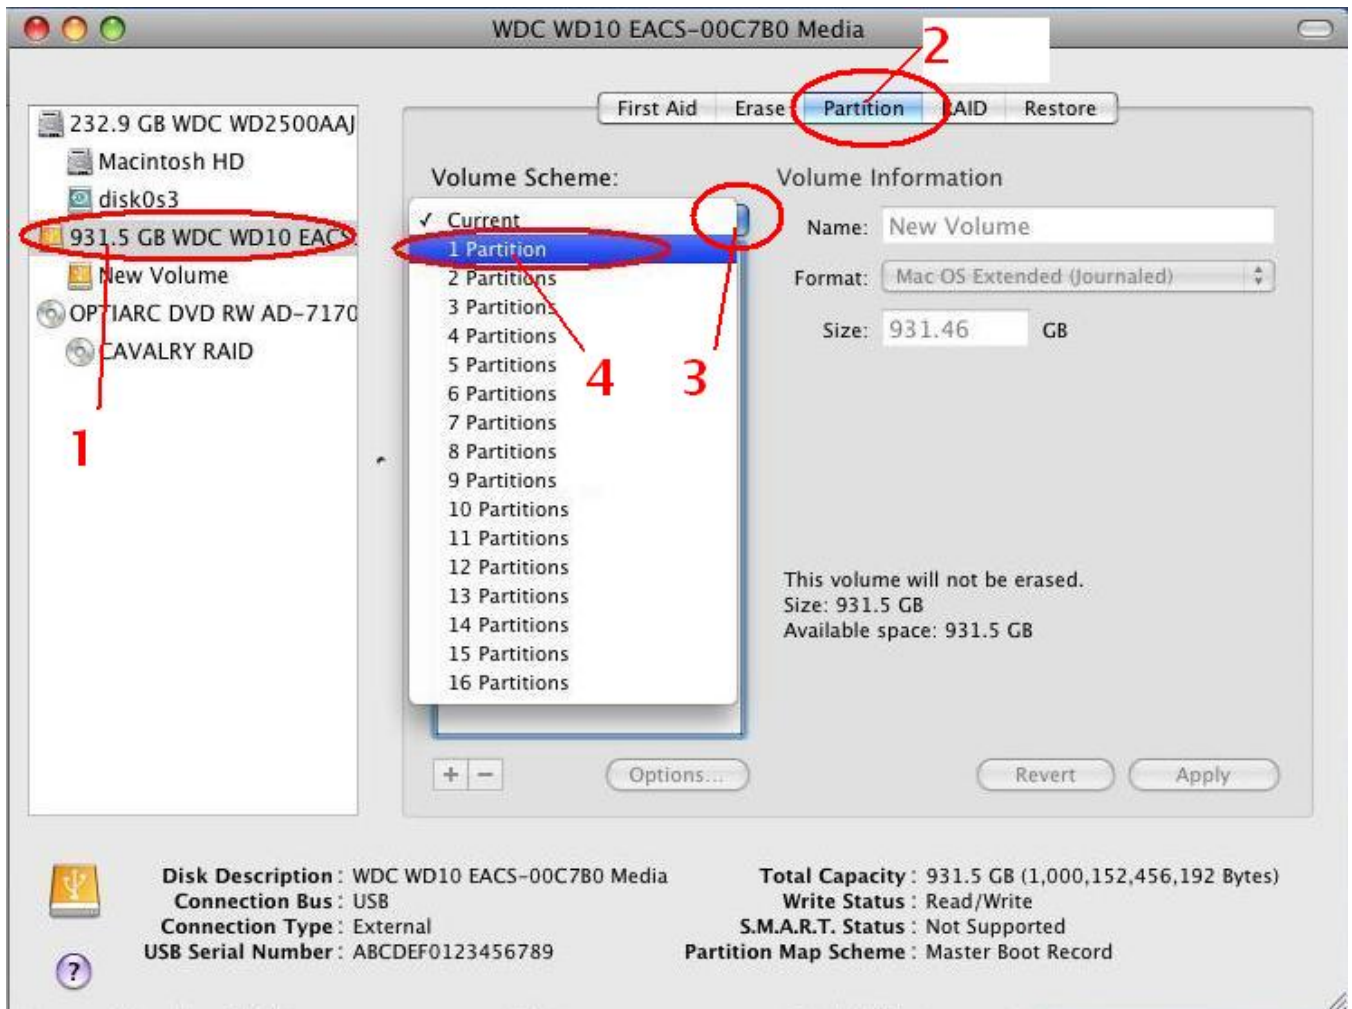 WDC WD10 EACS-00C7B0 Media
2
First Aid Erase Partition RAID Restore
232.9 GB WDC WD2500AAJ
Macintosh HD
disk0s3
931.5 GB WDC WD10 EACS
New Volume
OPTIARC DVD RW AD-7170
CAVALRY RAID
1
Volume Scheme:
✓ Current
1 Partition
2 Partitions
3 Partitions
4 Partitions
5 Partitions
6 Partitions
7 Partitions
8 Partitions
9 Partitions
10 Partitions
11 Partitions
12 Partitions
13 Partitions
14 Partitions
15 Partitions
16 Partitions
4
3
+ − Options...
Volume Information
Name: New Volume
Format: Mac OS Extended (Journaled)
Size: 931.46 GB
This volume will not be erased.
Size: 931.5 GB
Available space: 931.5 GB
Revert Apply
Disk Description : WDC WD10 EACS-00C7B0 Media
Connection Bus : USB
Connection Type : External
USB Serial Number : ABCDEF0123456789
Total Capacity : 931.5 GB (1,000,152,456,192 Bytes)
Write Status : Read/Write
S.M.A.R.T. Status : Not Supported
Partition Map Scheme : Master Boot Record
?